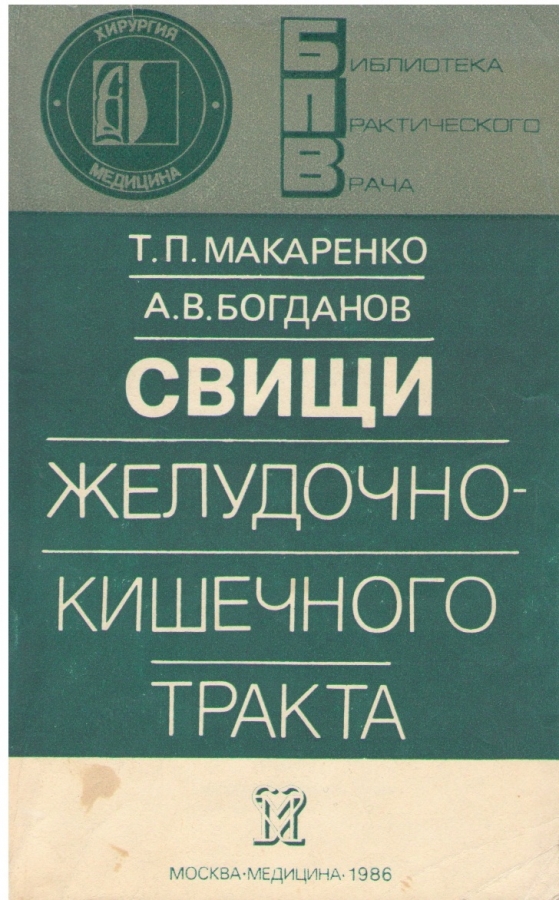 ХИРУРГИЯ
МЕДИЦИНА
БИБЛИОТЕКА
ПРАКТИЧЕСКОГО
ВРАЧА
Т.П.МАКАРЕНКО
А.В.БОГДАНОВ
СВИЩИ
ЖЕЛУДОЧНО-
КИШЕЧНОГО
ТРАКТА
МОСКВА·МЕДИЦИНА·1986